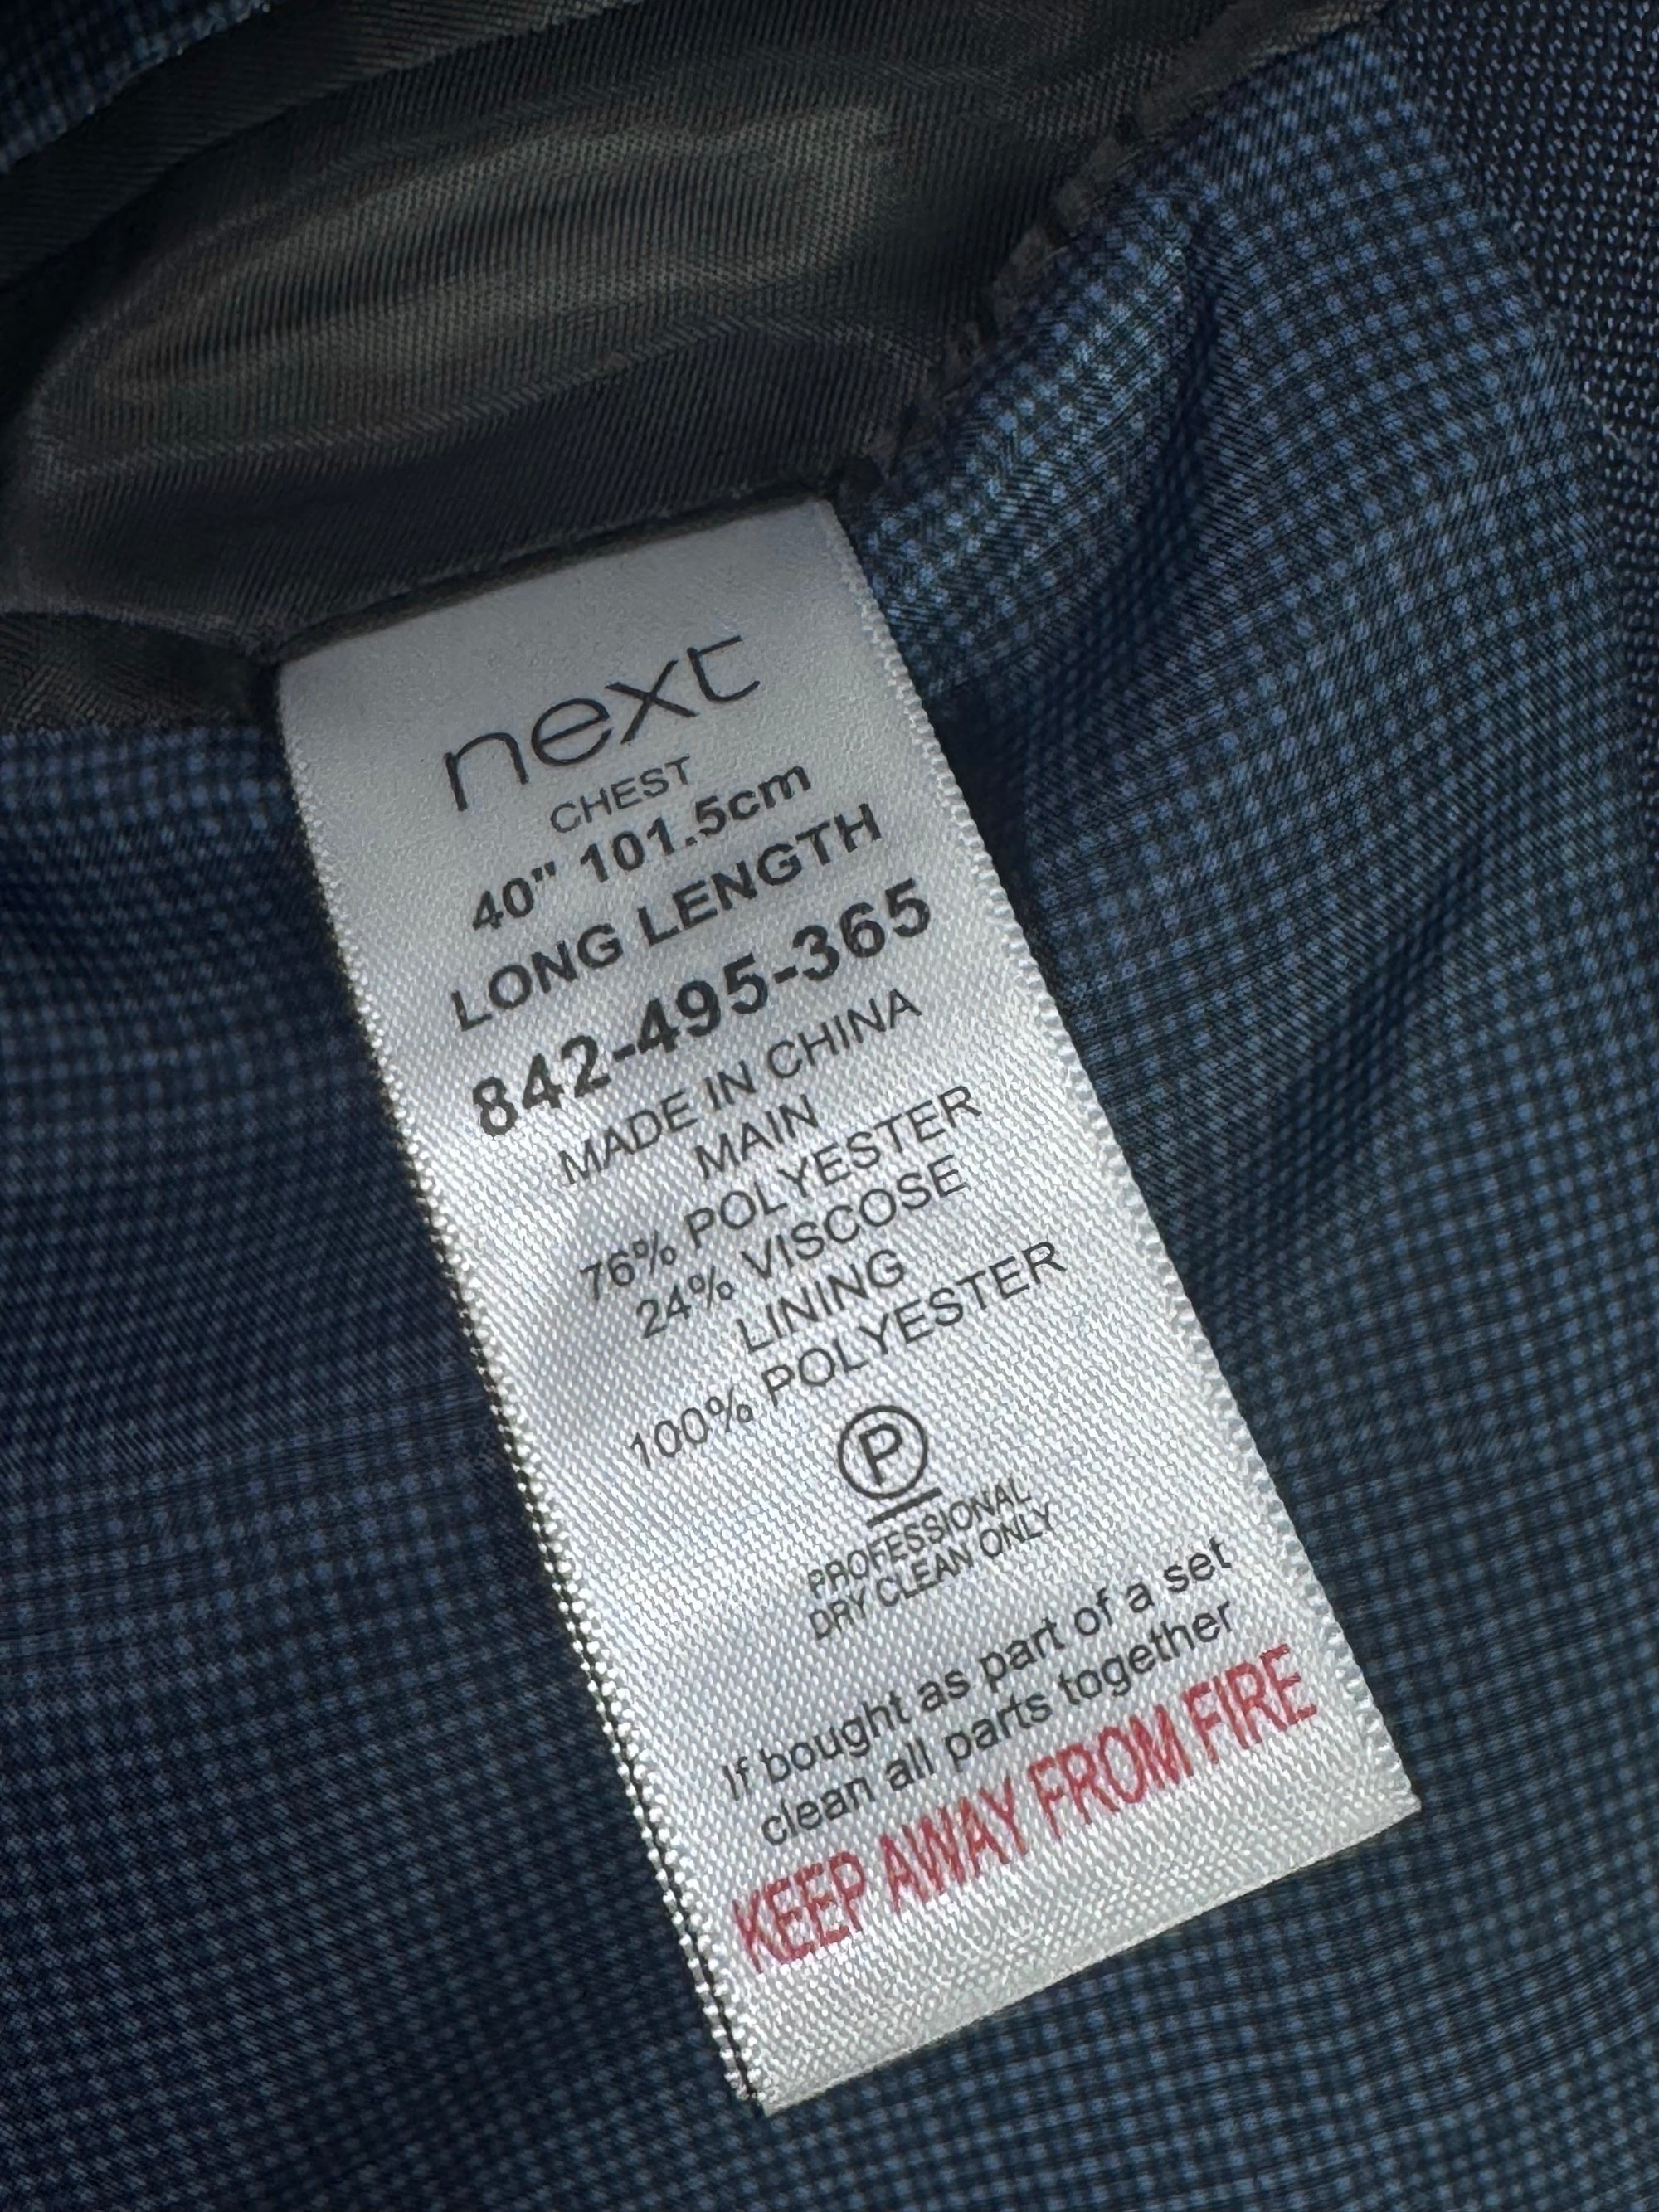 next
CHEST
40" 101.5cm
LONG LENGTH
842-495-365
MADE IN CHINA
MAIN
76% POLYESTER
24% VISCOSE
LINING
100% POLYESTER
P
PROFESSIONAL
DRY CLEAN ONLY
If bought as part of a set
clean all parts together
KEEP AWAY FROM FIRE